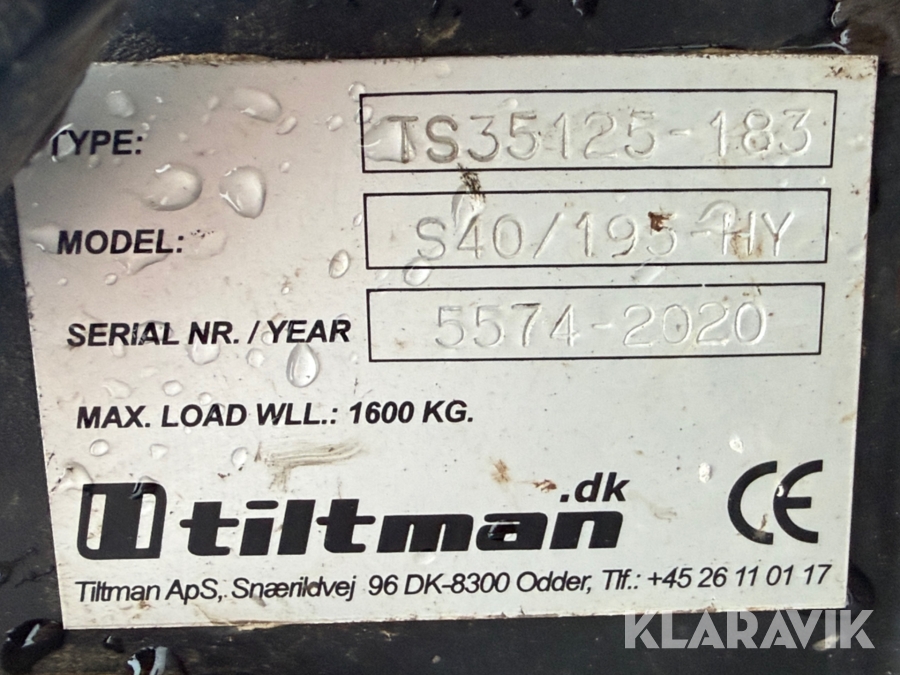 KLARAVIK
TYPE: TS35125-183
MODEL: S40/195-HY
SERIAL NR. / YEAR 5574-2020
MAX. LOAD WLL.: 1600 KG.
tiltman.dk CE
Tiltman ApS,. Snærildvej 96 DK-8300 Odder, Tlf.: +45 26 11 01 17
KLARAVIK